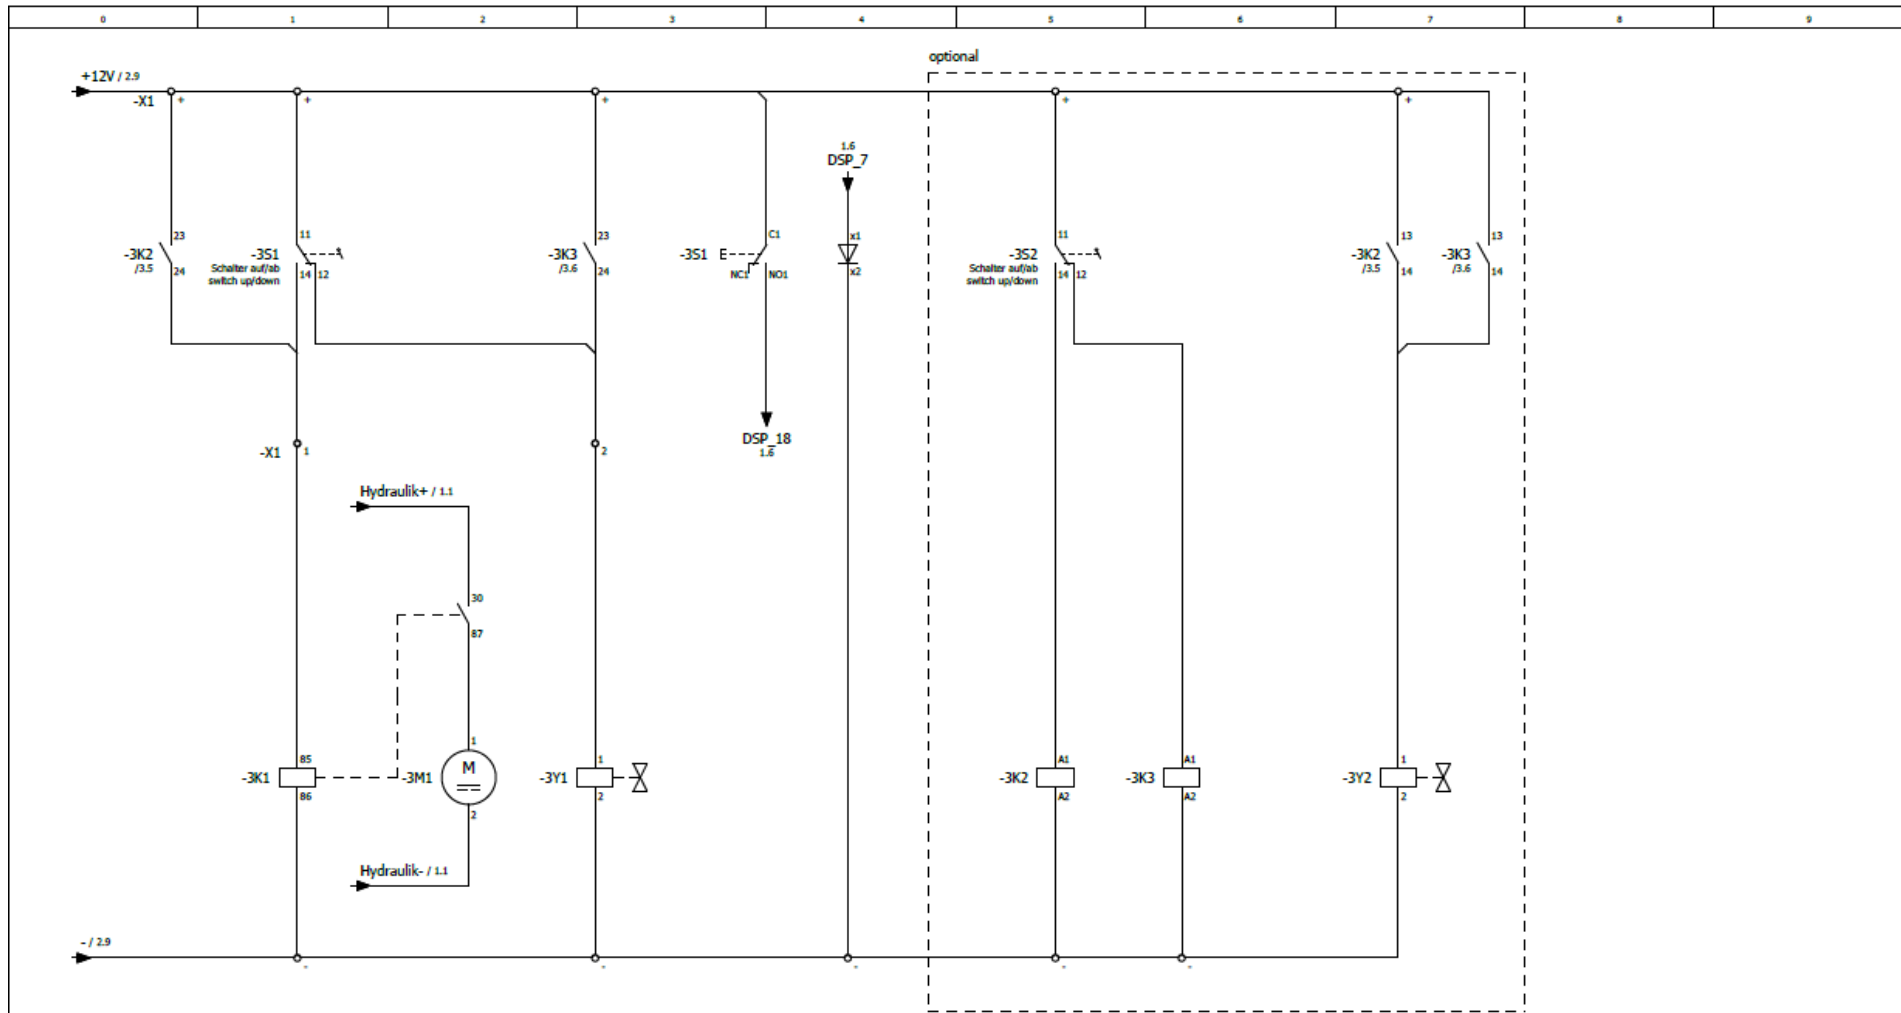 0 1 2 3 4 5 6 7 8 9
optional
+12V / 2.9
-X1 + + + + +
1.6
DSP_7
-3K2
/3.5
23
24
-3S1
Schalter auf/ab
switch up/down
11
14 12
-3K3
/3.6
23
24
-3S1
C1
NC1 NO1
x1
x2
-3S2
Schalter auf/ab
switch up/down
11
14 12
-3K2
/3.5
13
14
-3K3
/3.6
13
14
DSP_18
1.6
-X1 1 2
Hydraulik+ / 1.1
30
87
-3K1
85
86
-3M1
1
M
2
-3Y1
1
2
-3K2
A1
A2
-3K3
A1
A2
-3Y2
1
2
Hydraulik- / 1.1
- / 2.9
- - - - -